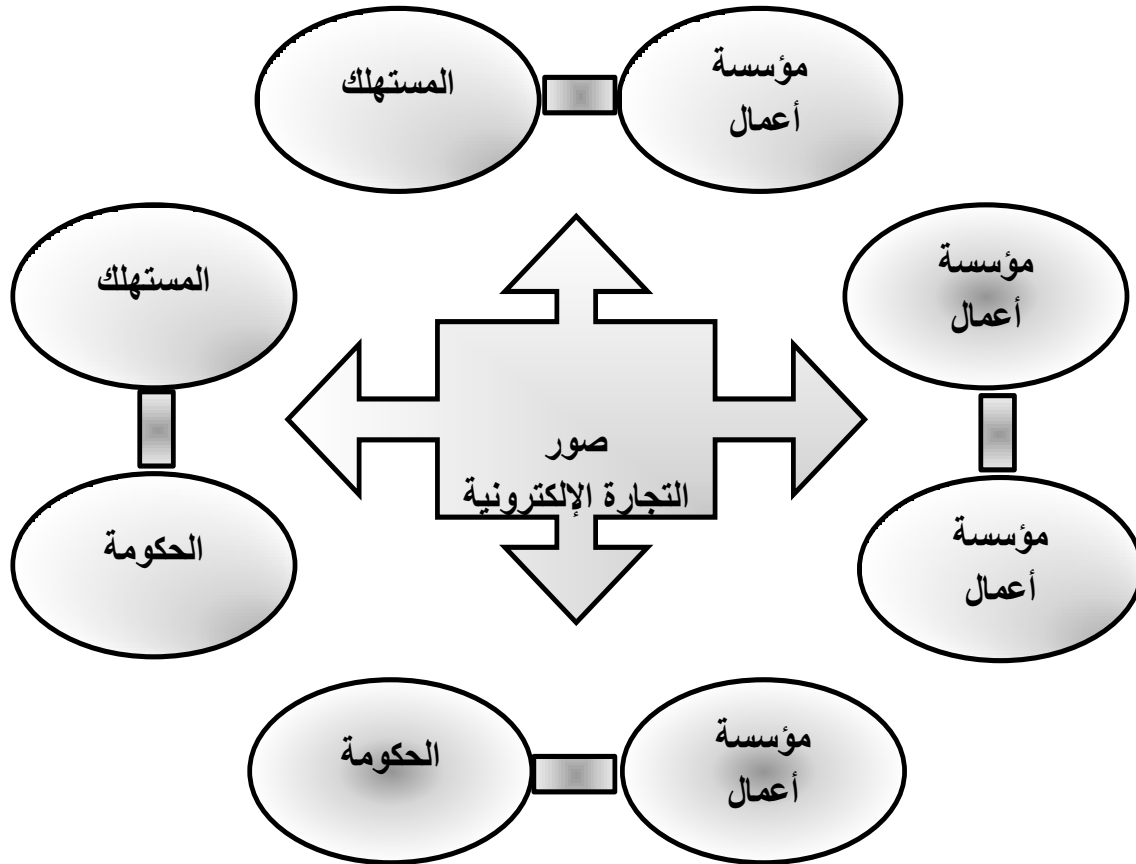 مؤسسة
أعمال
المستهلك
مؤسسة
أعمال
المستهلك
صور
التجارة الإلكترونية
مؤسسة
أعمال
الحكومة
مؤسسة
أعمال
الحكومة